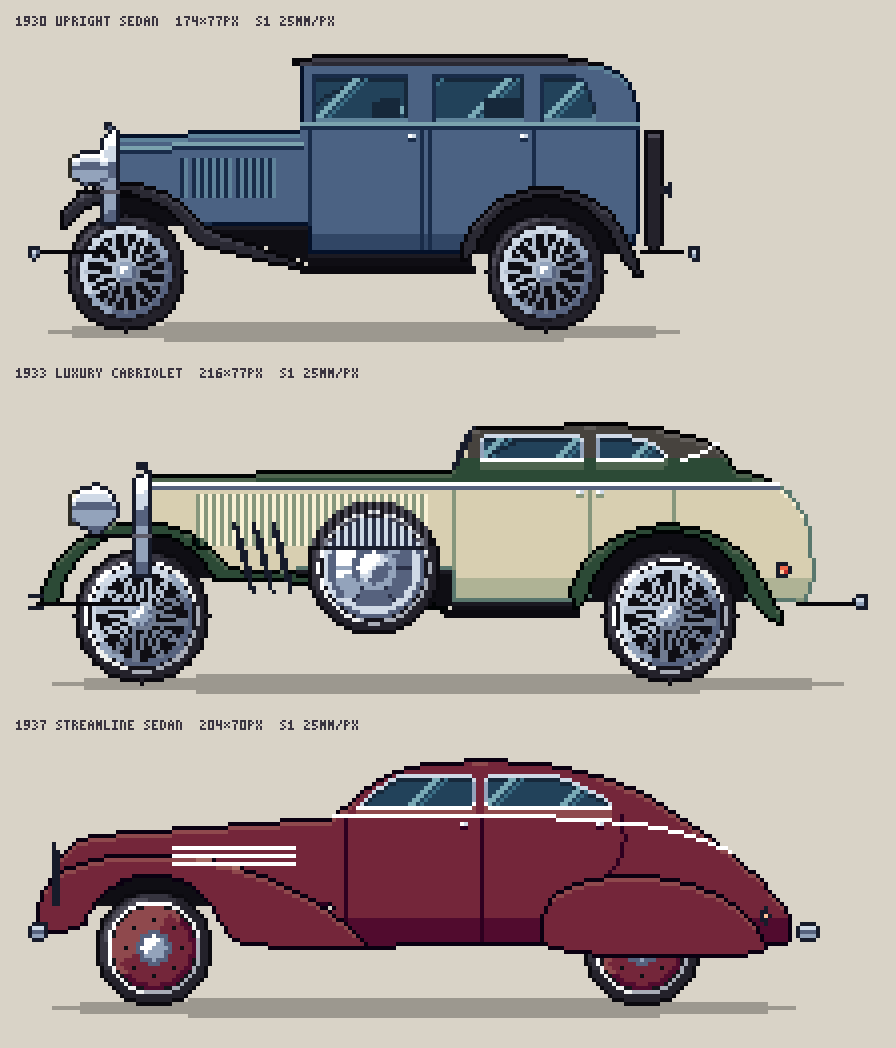 1930 UPRIGHT SEDAN 174×77PX S1 25MM/PX
1933 LUXURY CABRIOLET 216×77PX S1 25MM/PX
1937 STREAMLINE SEDAN 204×70PX S1 25MM/PX